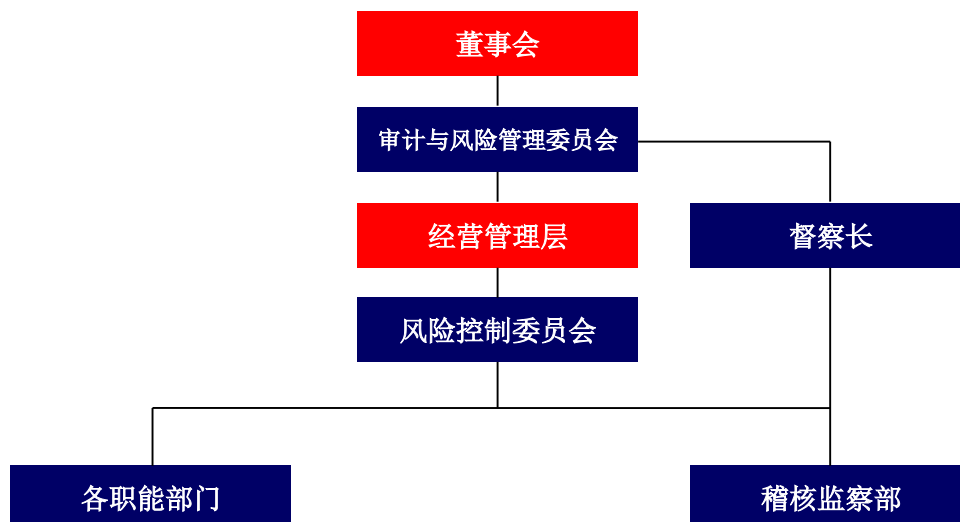 董事会
审计与风险管理委员会
经营管理层
督察长
风险控制委员会
各职能部门
稽核监察部